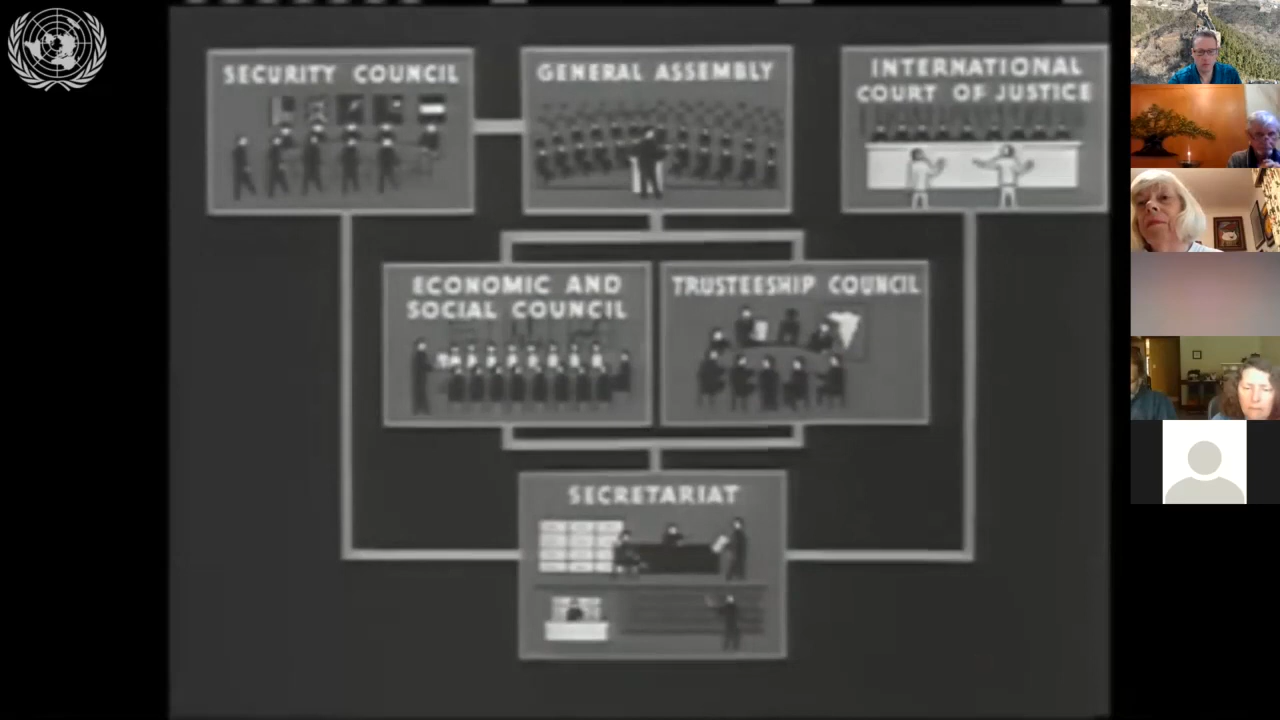 SECURITY COUNCIL
GENERAL ASSEMBLY
INTERNATIONAL
COURT OF JUSTICE
ECONOMIC AND
SOCIAL COUNCIL
TRUSTEESHIP COUNCIL
SECRETARIAT